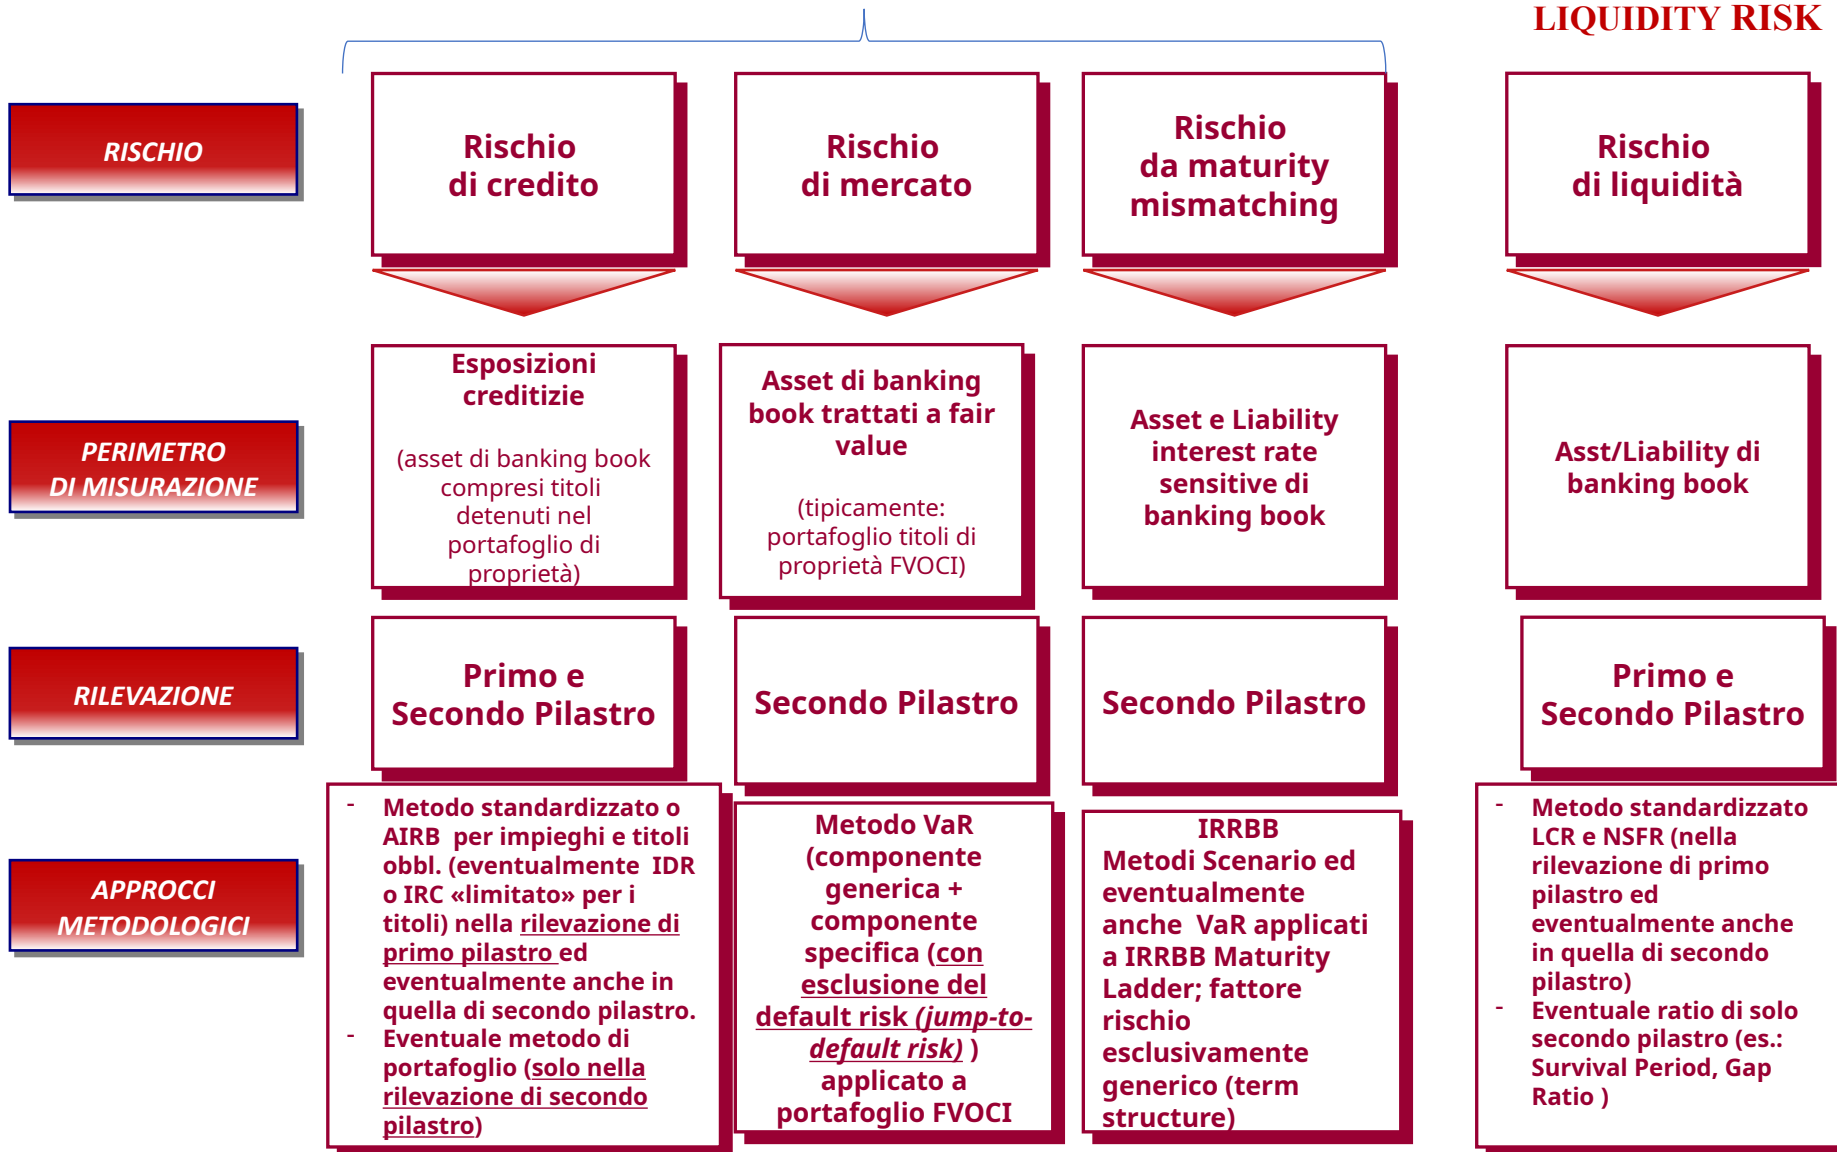 LIQUIDITY RISK
RISCHIO
Rischio
di credito
Rischio
di mercato
Rischio
da maturity
mismatching
Rischio
di liquidità
PERIMETRO
DI MISURAZIONE
Esposizioni
creditizie
(asset di banking book
compresi titoli
detenuti nel
portafoglio di
proprietà)
Asset di banking
book trattati a fair
value
(tipicamente:
portafoglio titoli di
proprietà FVOCI)
Asset e Liability
interest rate
sensitive di
banking book
Asst/Liability di
banking book
RILEVAZIONE
Primo e
Secondo Pilastro
Secondo Pilastro
Secondo Pilastro
Primo e
Secondo Pilastro
APPROCCI
METODOLOGICI
- Metodo standardizzato o
AIRB per impieghi e titoli
obbl. (eventualmente IDR
o IRC «limitato» per i
titoli) nella rilevazione di
primo pilastro ed
eventualmente anche in
quella di secondo pilastro.
- Eventuale metodo di
portafoglio (solo nella
rilevazione di secondo
pilastro)
Metodo VaR
(componente
generica +
componente
specifica (con
esclusione del
default risk (jump-to-
default risk) )
applicato a
portafoglio FVOCI
IRRBB
Metodi Scenario ed
eventualmente
anche VaR applicati
a IRRBB Maturity
Ladder; fattore
rischio
esclusivamente
generico (term
structure)
- Metodo standardizzato
LCR e NSFR (nella
rilevazione di primo
pilastro ed
eventualmente anche
in quella di secondo
pilastro)
- Eventuale ratio di solo
secondo pilastro (es.:
Survival Period, Gap
Ratio )